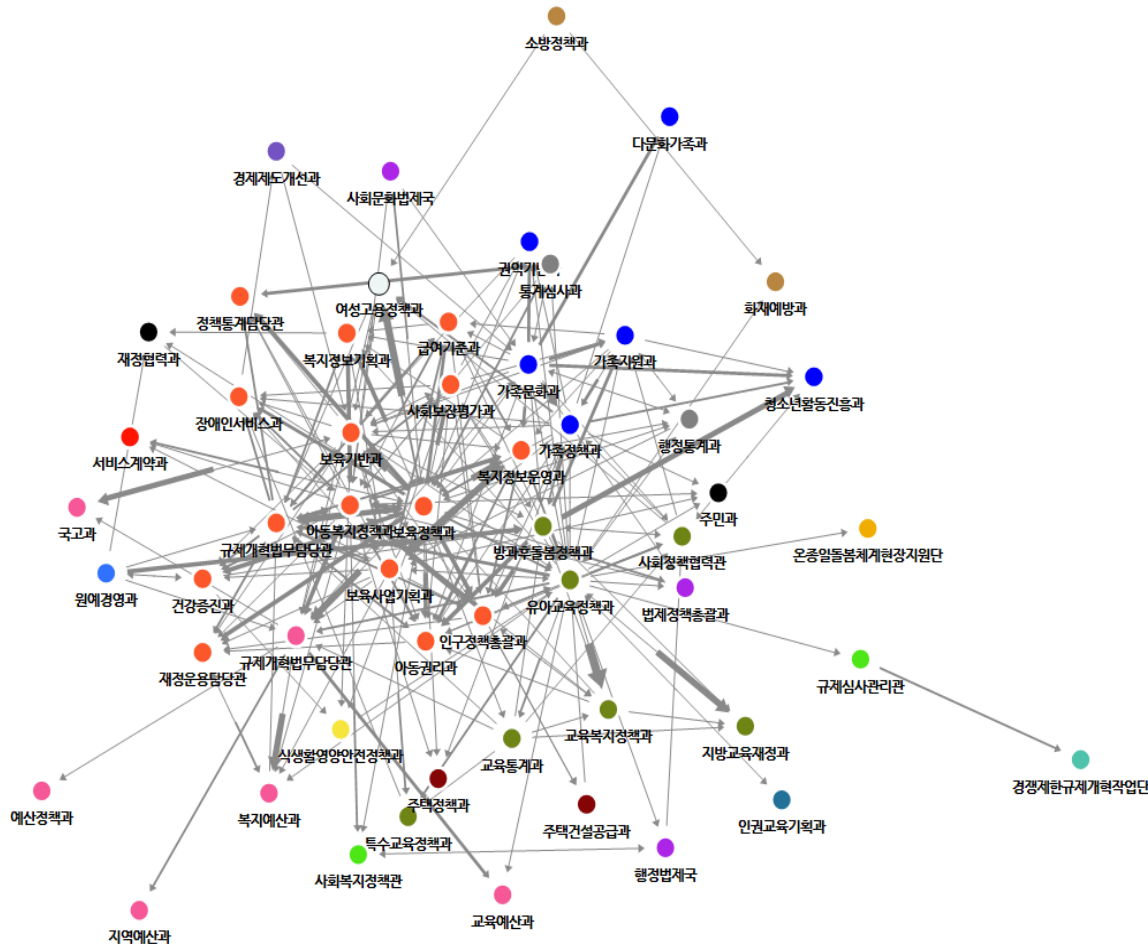 소방정책과
다문화가족과
경제제도개선과
사회문화법제국
통계심사과
화재예방과
여성고용정책과
정책통계담당관
재정협력과
복지정보기획과
급여기준과
가족지원과
가족문화과
청소년활동진흥과
사회보장평가과
장애인서비스과
행정통계과
가족정책과
보육기반과
서비스계약과
복지정보운영과
주민과
국고과
아동복지정책과
보육정책과
규제개혁법무담당관
방과후돌봄정책과
사회정책협력관
온종일돌봄체계현장지원단
원예경영과
건강증진과
보육사업기획과
유아교육정책과
법제정책총괄과
인구정책총괄과
규제개혁법무담당관
아동권리과
재정운용담당관
규제심사관리관
교육복지정책과
지방교육재정과
식생활영양안전정책과
교육통계과
경쟁제한규제개혁작업단
주택정책과
예산정책과
복지예산과
주택건설공급과
인권교육기획과
특수교육정책과
사회복지정책관
행정법제국
교육예산과
지역예산과